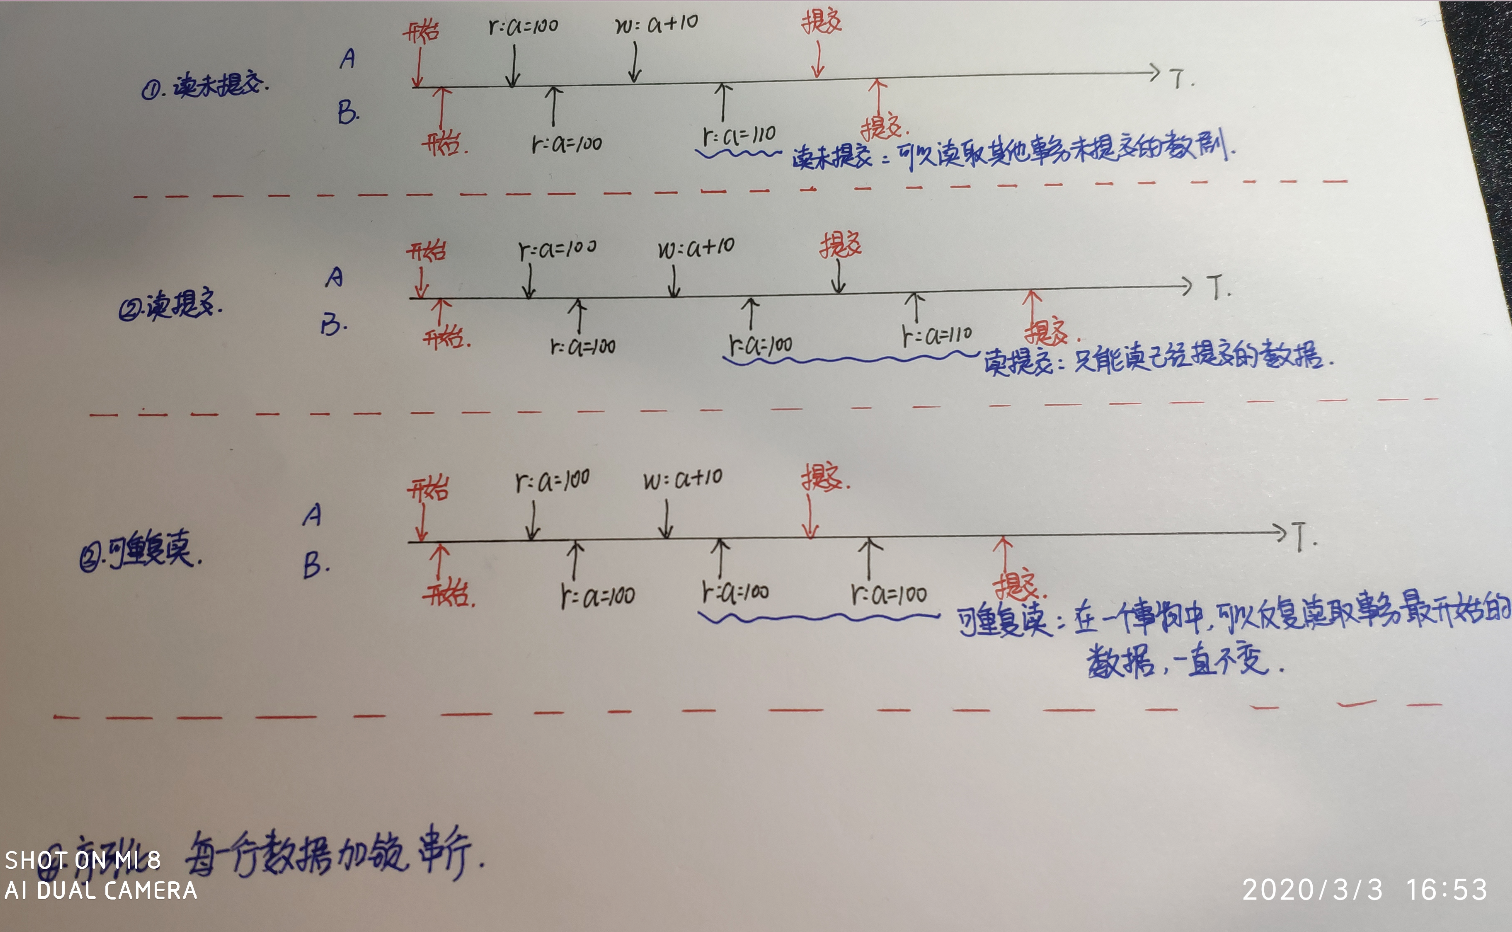 开始 r:a=100 w:a+10 提交
A
①.读未提交. T.
B.
开始. r:a=100 r:a=110 提交.
读未提交:可以读取其他事务未提交的数剧.
开始 r:a=100 w:a+10 提交
A
②.读提交. T.
B.
开始. r:a=100 r:a=100 r:a=110 提交.
读提交:只能读已经提交的数据.
开始 r:a=100 w:a+10 提交.
A
③.可重复读. T.
B.
开始. r:a=100 r:a=100 r:a=100 提交.
可重复读:在一个事物中,可以反复读取事务最开始的
数据,一直不变.
④.序列化 每一行数据加锁 串行.
SHOT ON MI 8
AI DUAL CAMERA
2020/3/3 16:53